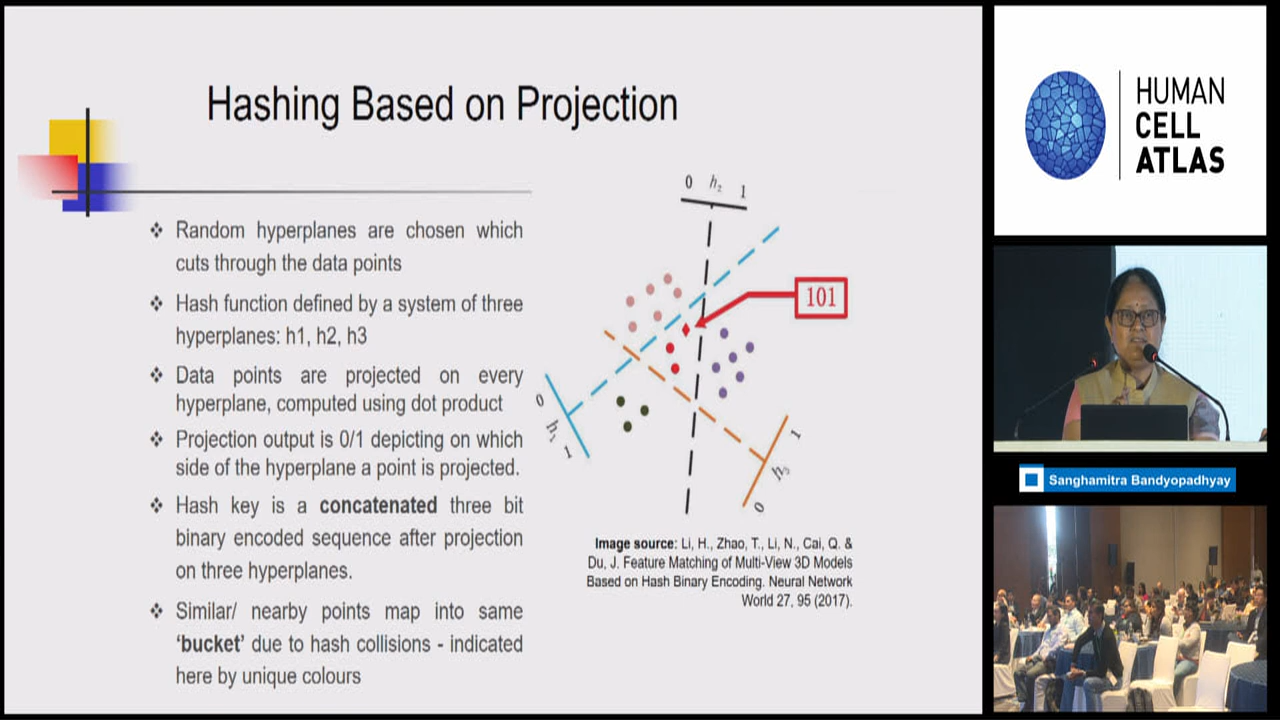 Hashing Based on Projection
❖ Random hyperplanes are chosen which
cuts through the data points
❖ Hash function defined by a system of three
hyperplanes: h1, h2, h3
❖ Data points are projected on every
hyperplane, computed using dot product
❖ Projection output is 0/1 depicting on which
side of the hyperplane a point is projected.
❖ Hash key is a concatenated three bit
binary encoded sequence after projection
on three hyperplanes.
❖ Similar/ nearby points map into same
'bucket' due to hash collisions - indicated
here by unique colours
0 h2 1
101
0 h1 1
1 h3 0
Image source: Li, H., Zhao, T., Li, N., Cai, Q. &
Du, J. Feature Matching of Multi-View 3D Models
Based on Hash Binary Encoding. Neural Network
World 27, 95 (2017).
HUMAN
CELL
ATLAS
Sanghamitra Bandyopadhyay